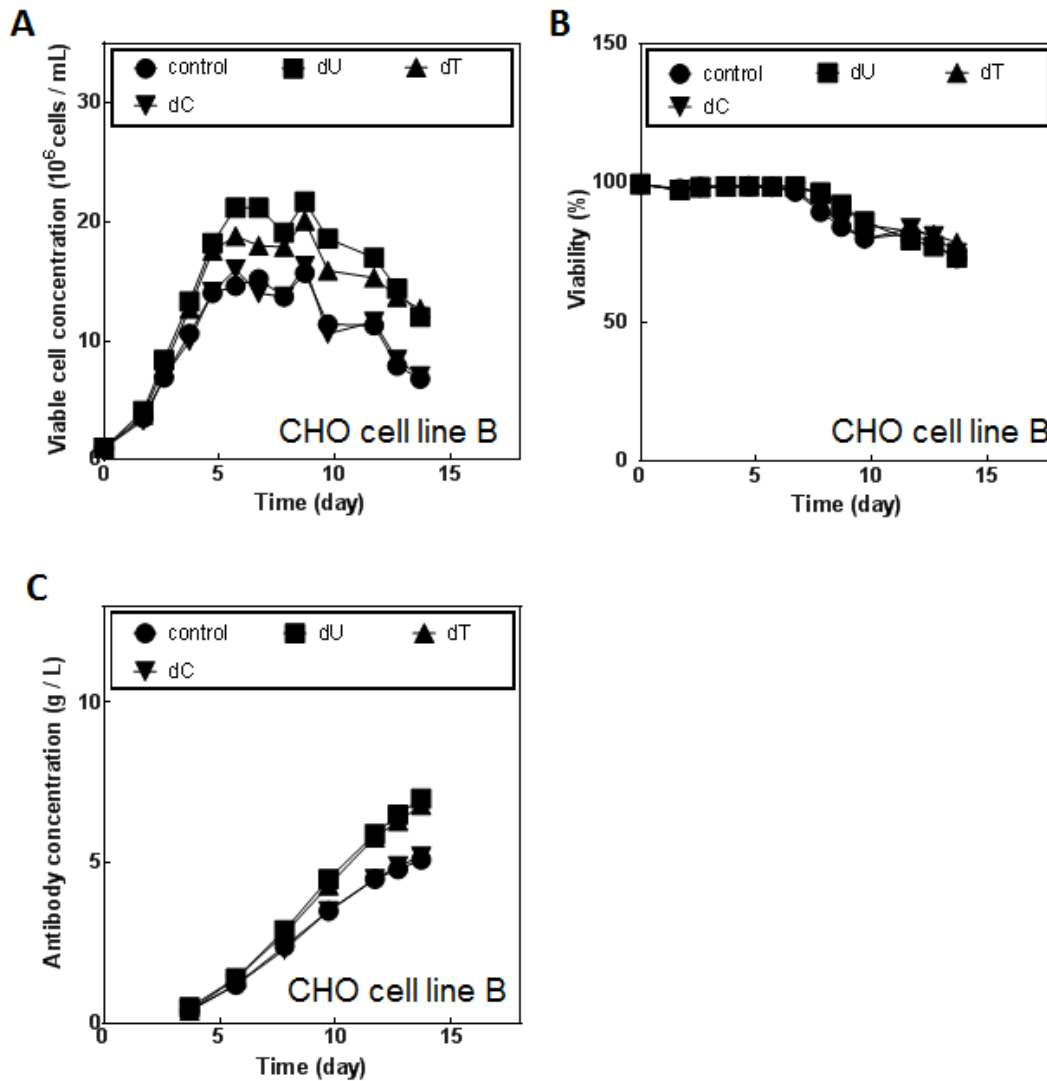 A
control dU dT
dC
Viable cell concentration (10⁶ cells / mL)
30
20
10
0
0 5 10 15
CHO cell line B
Time (day)
B
control dU dT
dC
Viability (%)
150
100
50
0
0 5 10 15
CHO cell line B
Time (day)
C
control dU dT
dC
Antibody concentration (g / L)
10
5
0
0 5 10 15
CHO cell line B
Time (day)